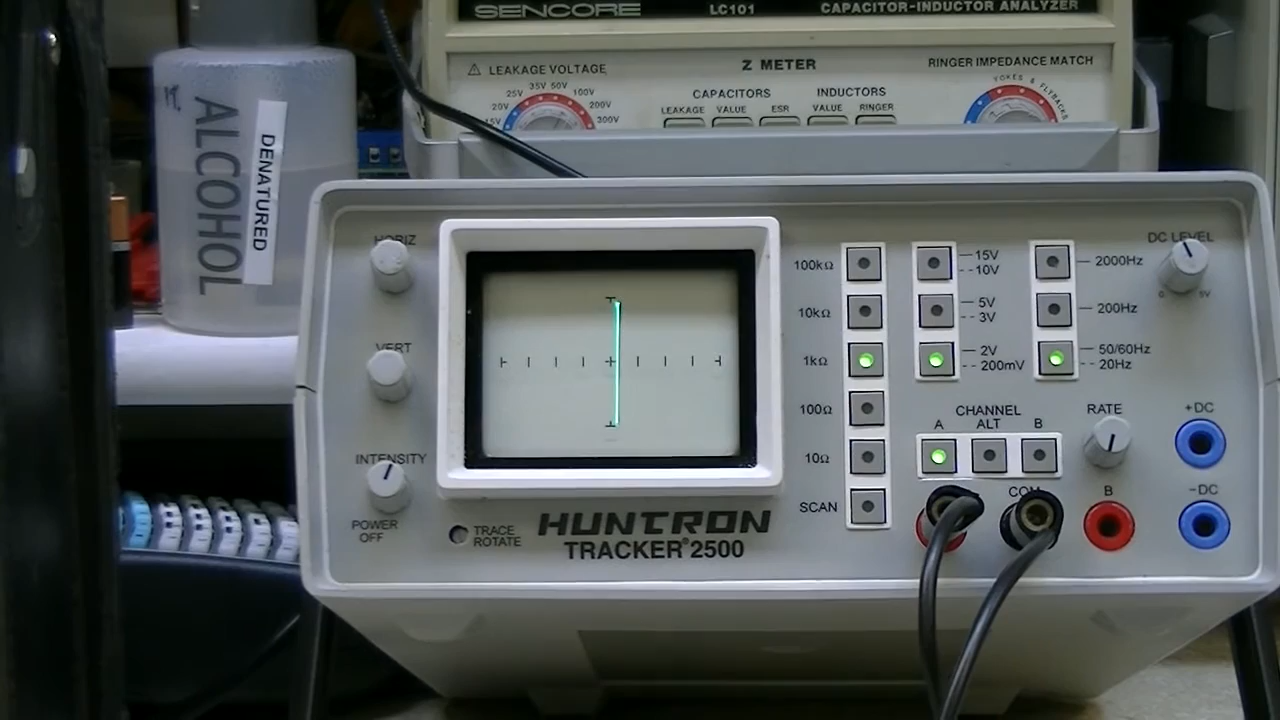 SENCORE LC101 CAPACITOR-INDUCTOR ANALYZER
⚠ LEAKAGE VOLTAGE
Z METER
RINGER IMPEDANCE MATCH
CAPACITORS
INDUCTORS
LEAKAGE VALUE ESR VALUE RINGER
15V 20V 25V 35V 50V 100V 200V 300V
YOKES & FLYBACKS
ALCOHOL
DENATURED
HORIZ
VERT
INTENSITY
POWER
OFF
TRACE
ROTATE
HUNTRON
TRACKER® 2500
100kΩ
10kΩ
1kΩ
100Ω
10Ω
SCAN
15V
10V
5V
3V
2V
200mV
2000Hz
200Hz
50/60Hz
20Hz
CHANNEL
A ALT B
DC LEVEL
0 5V
RATE
COM
B
+DC
-DC